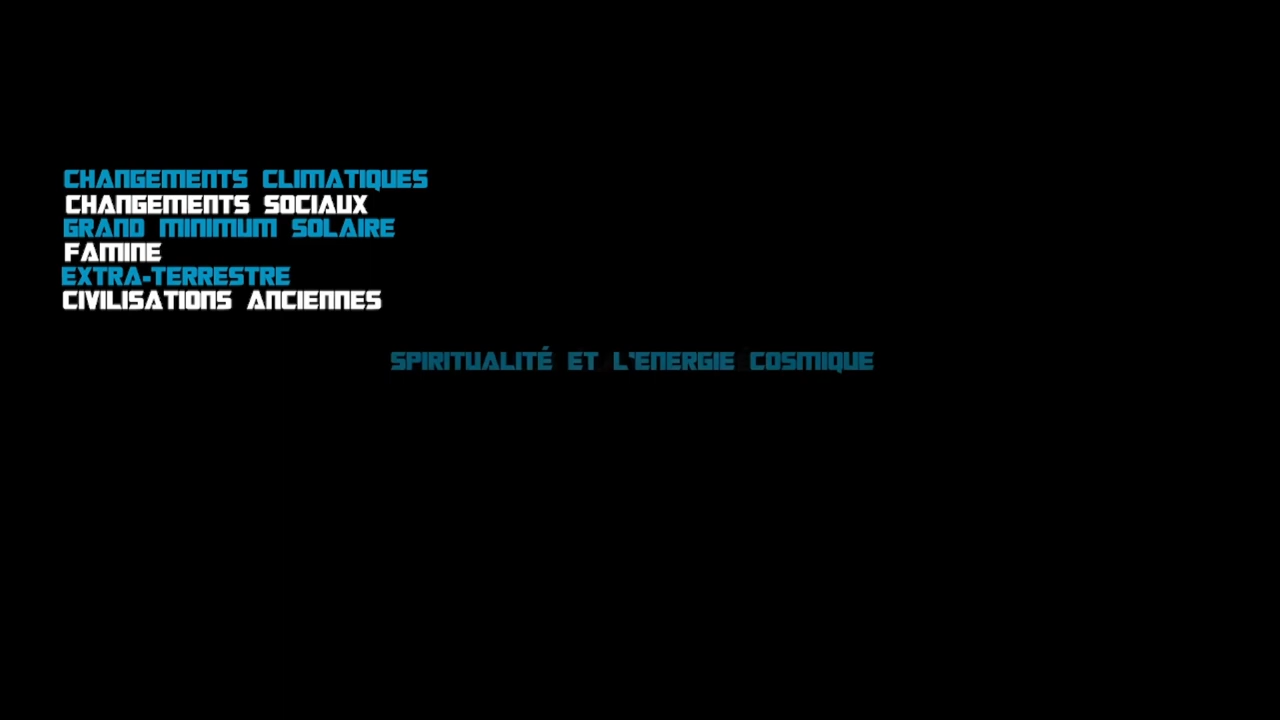 CHANGEMENTS CLIMATIQUES
CHANGEMENTS SOCIAUX
GRAND MINIMUM SOLAIRE
FAMINE
EXTRA-TERRESTRE
CIVILISATIONS ANCIENNES
SPIRITUALITÉ ET L'ENERGIE COSMIQUE